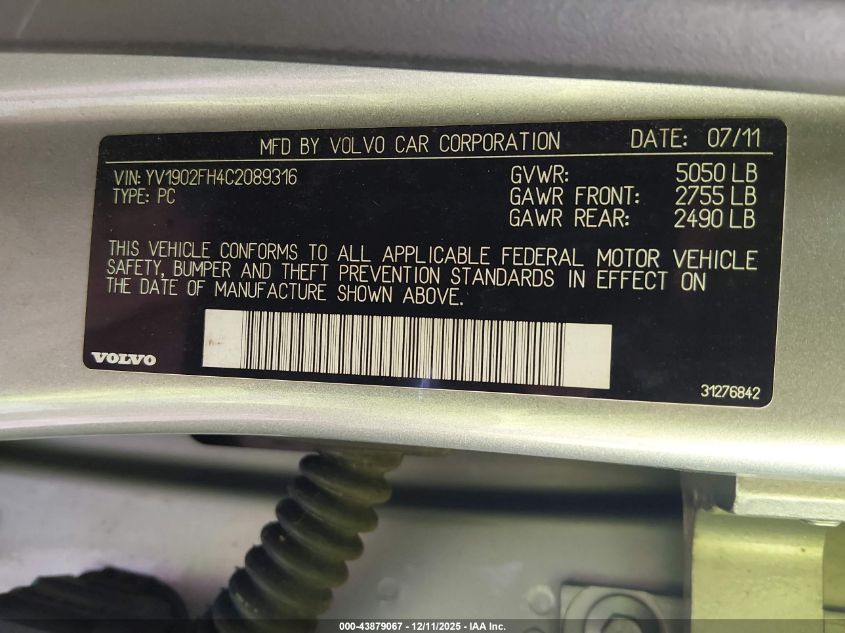 MFD BY VOLVO CAR CORPORATION DATE: 07/11
VIN: YV1902FH4C2089316 GVWR: 5050 LB
TYPE: PC GAWR FRONT: 2755 LB
GAWR REAR: 2490 LB
THIS VEHICLE CONFORMS TO ALL APPLICABLE FEDERAL MOTOR VEHICLE
SAFETY, BUMPER AND THEFT PREVENTION STANDARDS IN EFFECT ON
THE DATE OF MANUFACTURE SHOWN ABOVE.
VOLVO
31276842
000-43879067 - 12/11/2025 - IAA Inc.